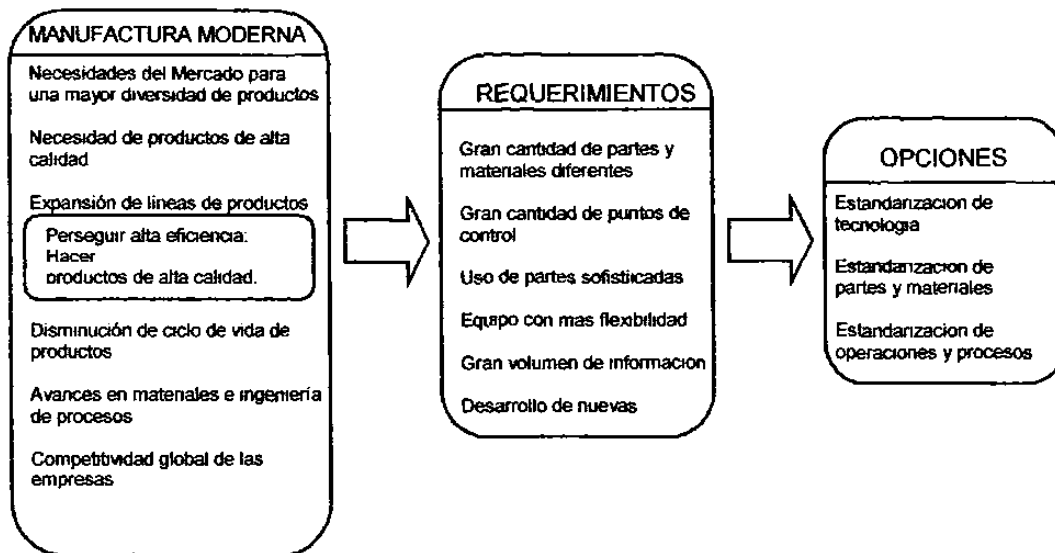 MANUFACTURA MODERNA
Necesidades del Mercado para
una mayor diversidad de productos
Necesidad de productos de alta
calidad
Expansión de líneas de productos
Perseguir alta eficiencia:
Hacer
productos de alta calidad.
Disminución de ciclo de vida de
productos
Avances en materiales e ingeniería
de procesos
Competitividad global de las
empresas
REQUERIMIENTOS
Gran cantidad de partes y
materiales diferentes
Gran cantidad de puntos de
control
Uso de partes sofistiicadas
Equipo con mas flexibilidad
Gran volumen de informacion
Desarrollo de nuevas
OPCIONES
Estandarizacion de
tecnologia
Estandarizacion de
partes y materiales
Estandarizacion de
operaciones y procesos